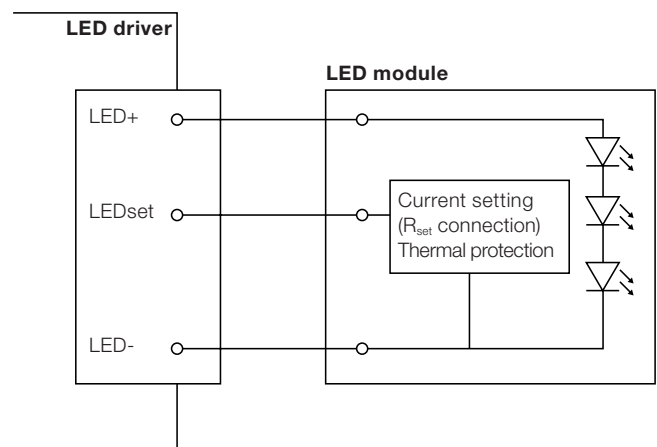 LED driver
LED module
LED+
LEDset
LED-
Current setting
(Rset connection)
Thermal protection